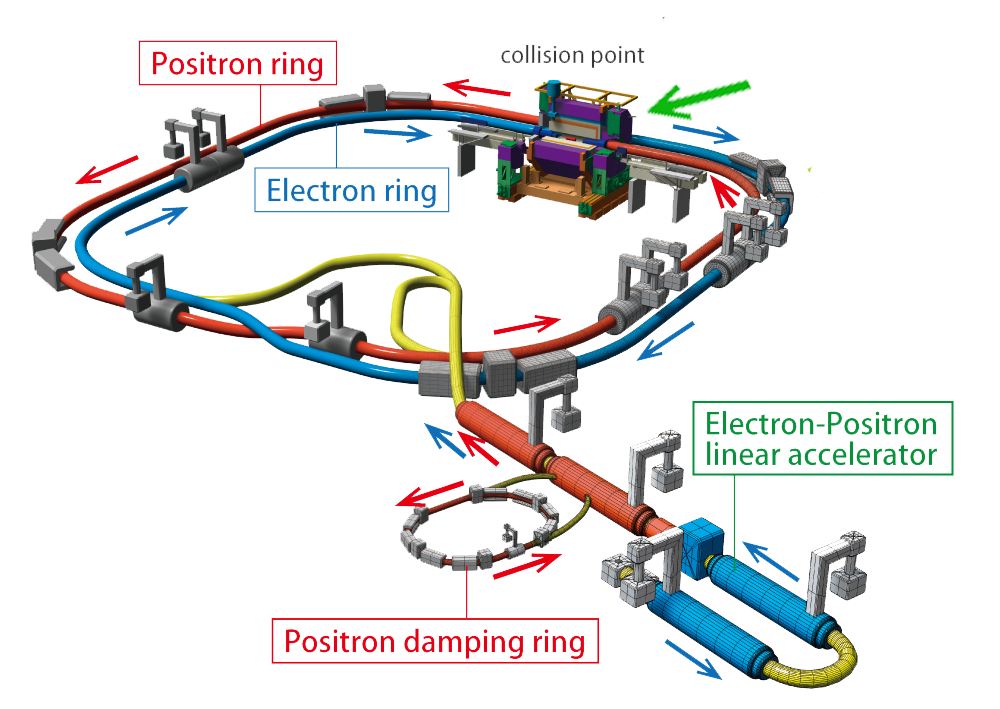 collision point
Positron ring
Electron ring
Electron-Positron
linear accelerator
Positron damping ring